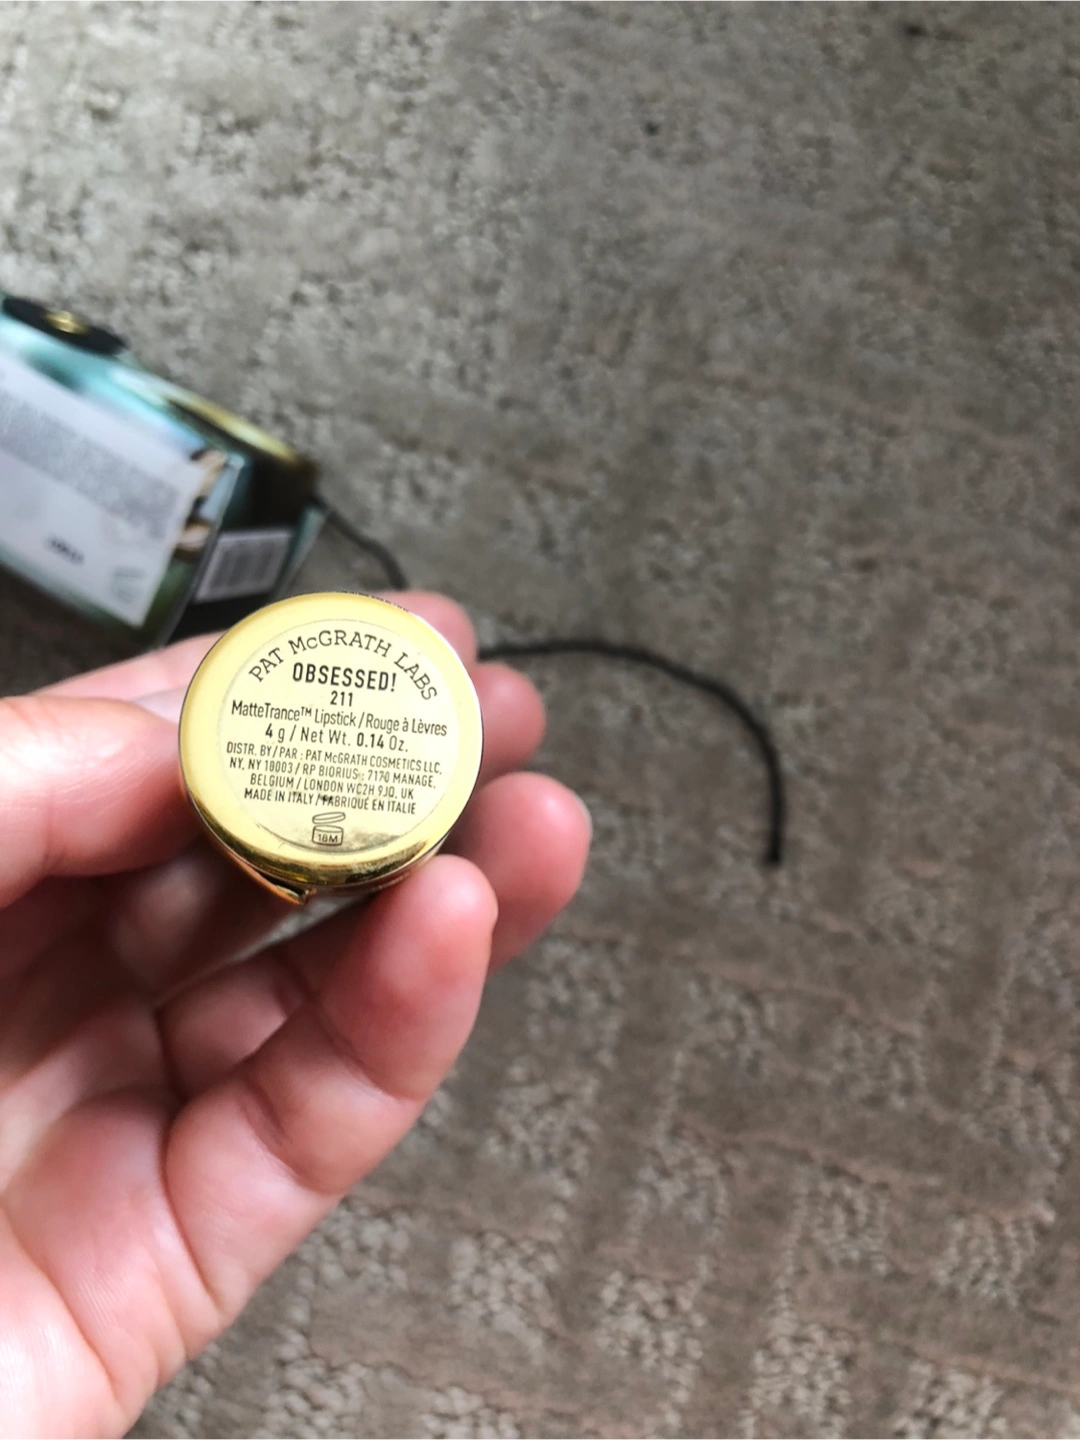 PAT McGRATH LABS
OBSESSED!
211
MatteTrance™ Lipstick / Rouge à Lèvres
4 g / Net Wt. 0.14 Oz.
DISTR. BY / PAR : PAT McGRATH COSMETICS LLC,
NY, NY 18003 / RP BIORIUS : 7170 MANAGE,
BELGIUM / LONDON WC2H 9JQ, UK
MADE IN ITALY / FABRIQUÉ EN ITALIE
18M